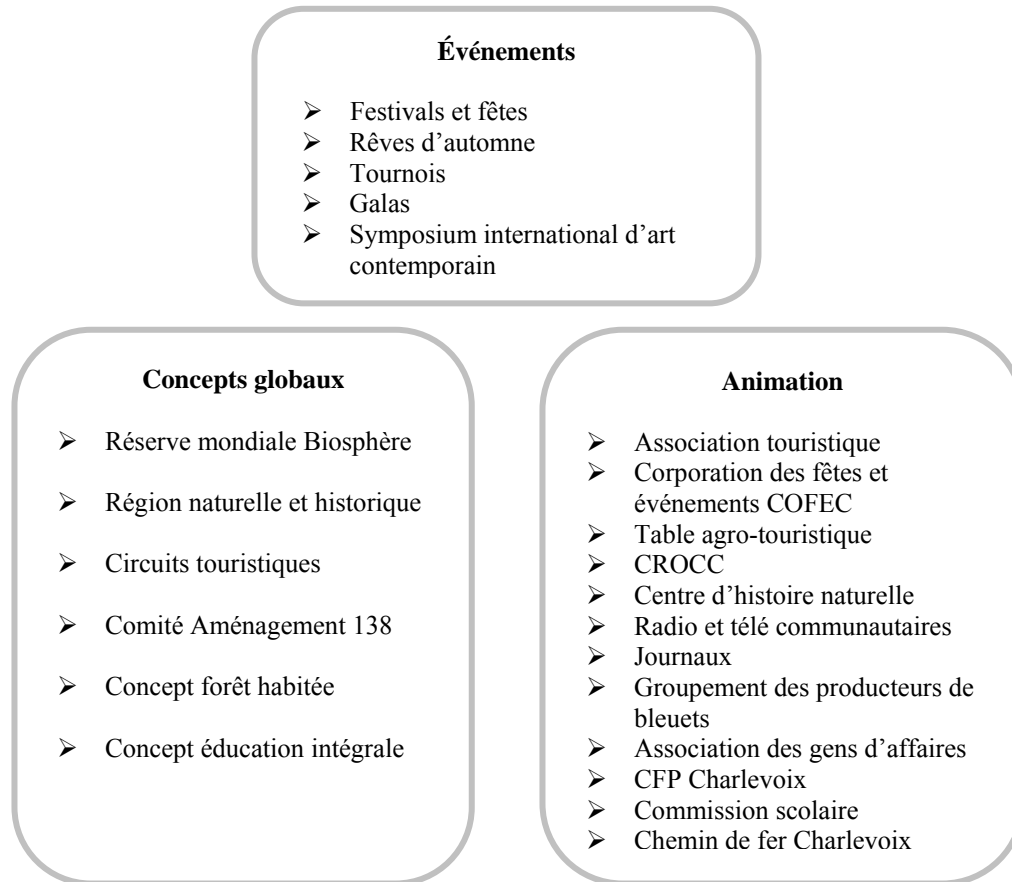 Événements
➢ Festivals et fêtes
➢ Rêves d’automne
➢ Tournois
➢ Galas
➢ Symposium international d’art
contemporain
Concepts globaux
➢ Réserve mondiale Biosphère
➢ Région naturelle et historique
➢ Circuits touristiques
➢ Comité Aménagement 138
➢ Concept forêt habitée
➢ Concept éducation intégrale
Animation
➢ Association touristique
➢ Corporation des fêtes et
événements COFEC
➢ Table agro-touristique
➢ CROCC
➢ Centre d’histoire naturelle
➢ Radio et télé communautaires
➢ Journaux
➢ Groupement des producteurs de
bleuets
➢ Association des gens d’affaires
➢ CFP Charlevoix
➢ Commission scolaire
➢ Chemin de fer Charlevoix